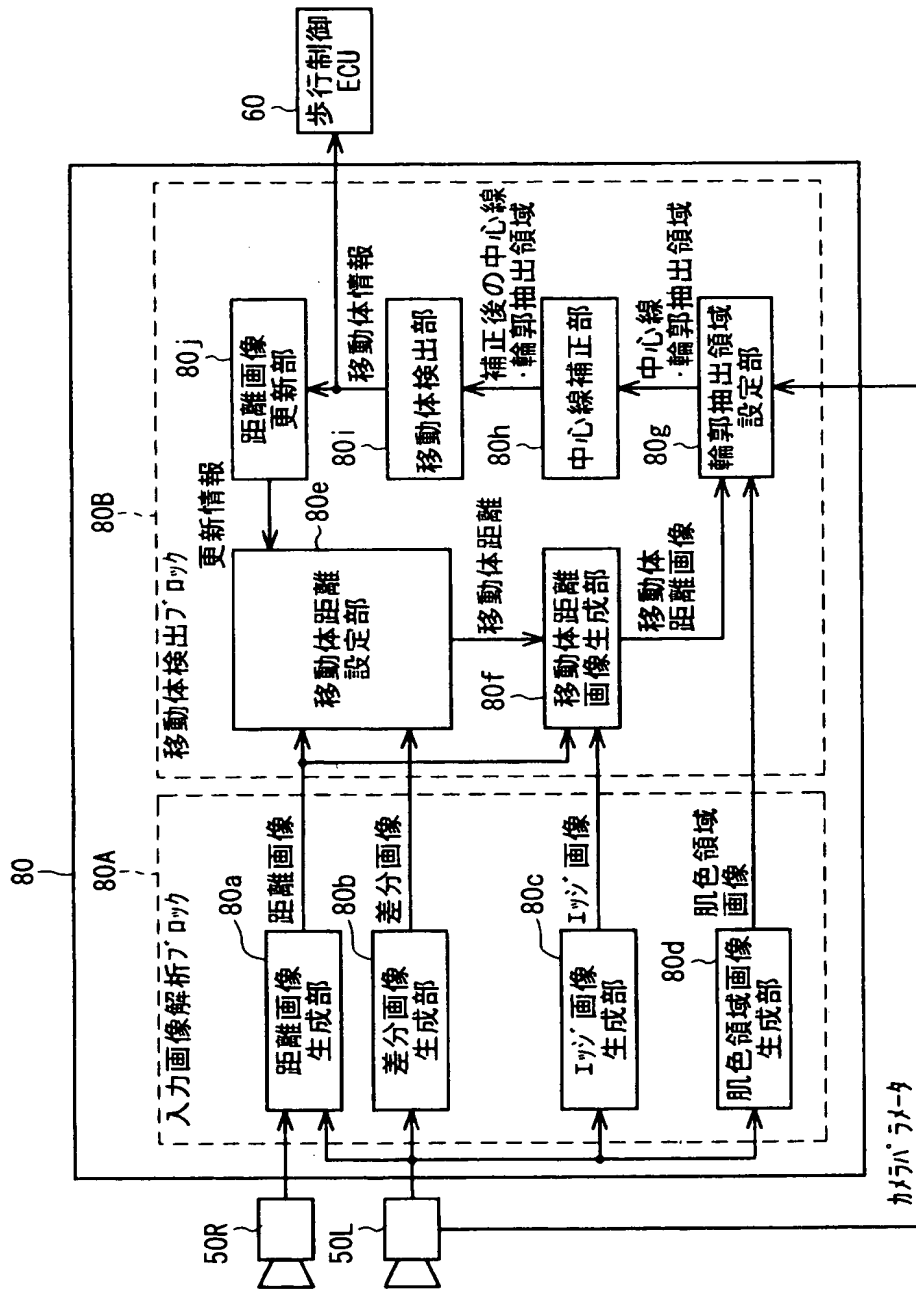 80
80A
入力画像解析ブロック
50R
50L
距離画像
生成部
80a
距離画像
差分画像
生成部
80b
差分画像
エッジ画像
生成部
80c
エッジ画像
肌色領域画像
生成部
80d
肌色領域
画像
カメラパラメータ
80B
移動体検出ブロック
更新情報
80e
移動体距離
設定部
移動体距離
80f
移動体距離
画像生成部
移動体
距離画像
80j
距離画像
更新部
移動体情報
80i
移動体検出部
補正後の中心線
・輪郭抽出領域
80h
中心線補正部
中心線
・輪郭抽出領域
80g
輪郭抽出領域
設定部
60
歩行制御
ECU